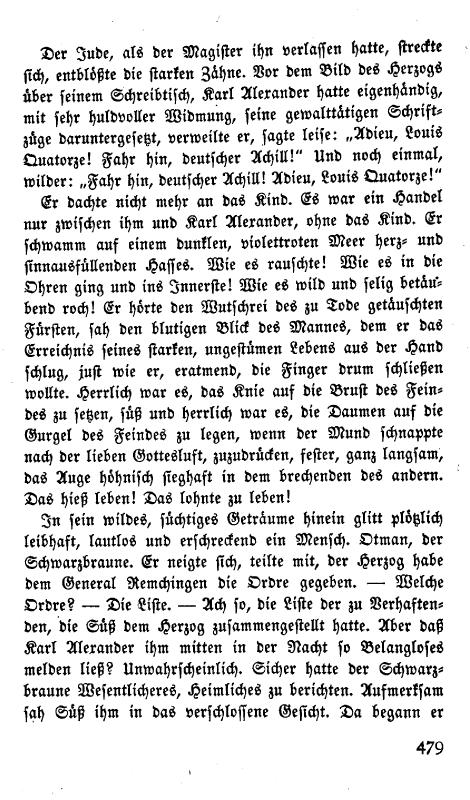 Der Jude, als der Magister ihn verlassen hatte, streckte
sich, entblößte die starken Zähne. Vor dem Bild des Herzogs
über seinem Schreibtisch, Karl Alexander hatte eigenhändig,
mit sehr huldvoller Widmung, seine gewalttätigen Schrift-
züge daruntergesetzt, verweilte er, sagte leise: „Adieu, Louis
Quatorze! Fahr hin, deutscher Achill!“ Und noch einmal,
wilder: „Fahr hin, deutscher Achill! Adieu, Louis Quatorze!“
Er dachte nicht mehr an das Kind. Es war ein Handel
nur zwischen ihm und Karl Alexander, ohne das Kind. Er
schwamm auf einem dunklen, violettroten Meer herz- und
sinnausfüllenden Hasses. Wie es rauschte! Wie es in die
Ohren ging und ins Innerste! Wie es wild und selig betäu-
bend roch! Er hörte den Wutschrei des zu Tode getäuschten
Fürsten, sah den blutigen Blick des Mannes, dem er das
Erreichnis seines starken, ungestümen Lebens aus der Hand
schlug, just wie er, eratmend, die Finger drum schließen
wollte. Herrlich war es, das Knie auf die Brust des Fein-
des zu setzen, süß und herrlich war es, die Daumen auf die
Gurgel des Feindes zu legen, wenn der Mund schnappte
nach der lieben Gottesluft, zuzudrücken, fester, ganz langsam,
das Auge höhnisch sieghaft in dem brechenden des andern.
Das hieß leben! Das lohnte zu leben!
In sein wildes, süchtiges Geträume hinein glitt plötzlich
leibhaft, lautlos und erschreckend ein Mensch. Otman, der
Schwarzbraune. Er neigte sich, teilte mit, der Herzog habe
dem General Remchingen die Ordre gegeben. — Welche
Ordre? — Die Liste. — Ach so, die Liste der zu Verhaften-
den, die Süß dem Herzog zusammengestellt hatte. Aber daß
Karl Alexander ihm mitten in der Nacht so Belangloses
melden ließ? Unwahrscheinlich. Sicher hatte der Schwarz-
braune Wesentlicheres, Heimliches zu berichten. Aufmerksam
sah Süß ihm in das verschlossene Gesicht. Da begann er
479